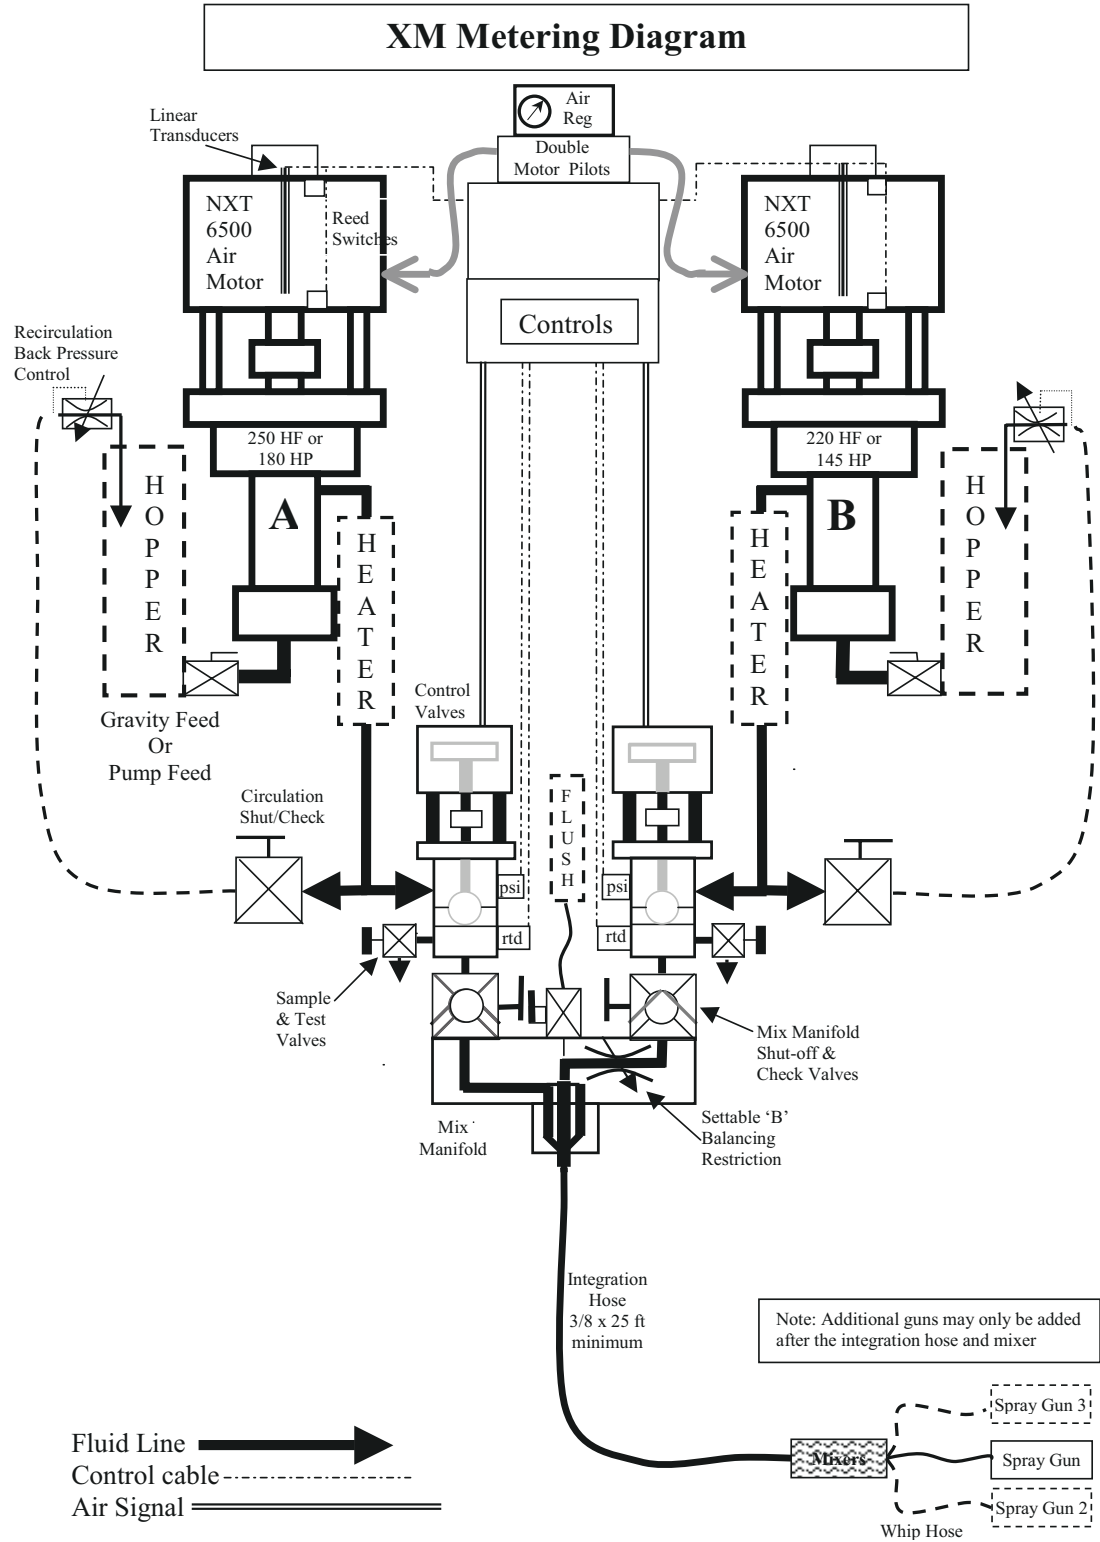 XM Metering Diagram
Air
Reg
Double
Motor Pilots
Linear
Transducers
NXT
6500
Air
Motor
Reed
Switches
NXT
6500
Air
Motor
Controls
Recirculation
Back Pressure
Control
250 HF or
180 HP
220 HF or
145 HP
A
B
HOPPER
HEATER
HEATER
HOPPER
Gravity Feed
Or
Pump Feed
Control
Valves
Circulation
Shut/Check
FLUSH
psi
psi
rtd
rtd
Sample
& Test
Valves
Mix Manifold
Shut-off &
Check Valves
Mix
Manifold
Settable ‘B’
Balancing
Restriction
Integration
Hose
3/8 x 25 ft
minimum
Note: Additional guns may only be added
after the integration hose and mixer
Spray Gun 3
Mixers
Spray Gun
Spray Gun 2
Whip Hose
Fluid Line
Control cable
Air Signal